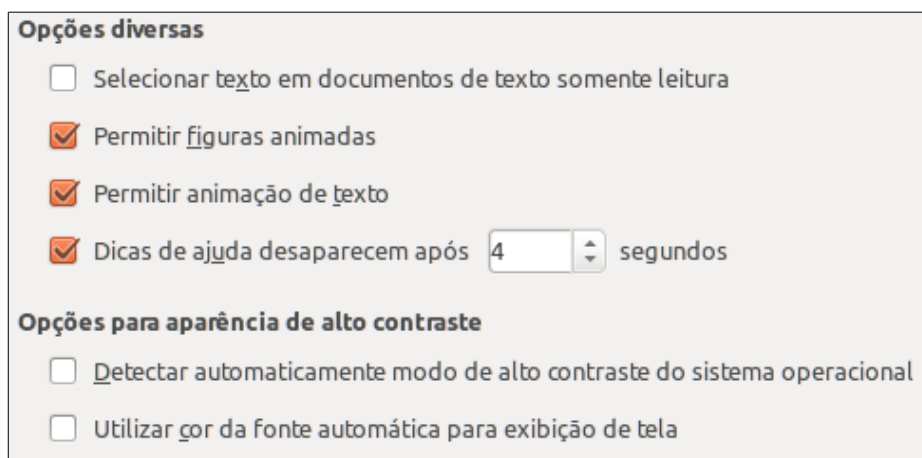 Opções diversas
Selecionar texto em documentos de texto somente leitura
Permitir figuras animadas
Permitir animação de texto
Dicas de ajuda desaparecem após 4 segundos
Opções para aparência de alto contraste
Detectar automaticamente modo de alto contraste do sistema operacional
Utilizar cor da fonte automática para exibição de tela